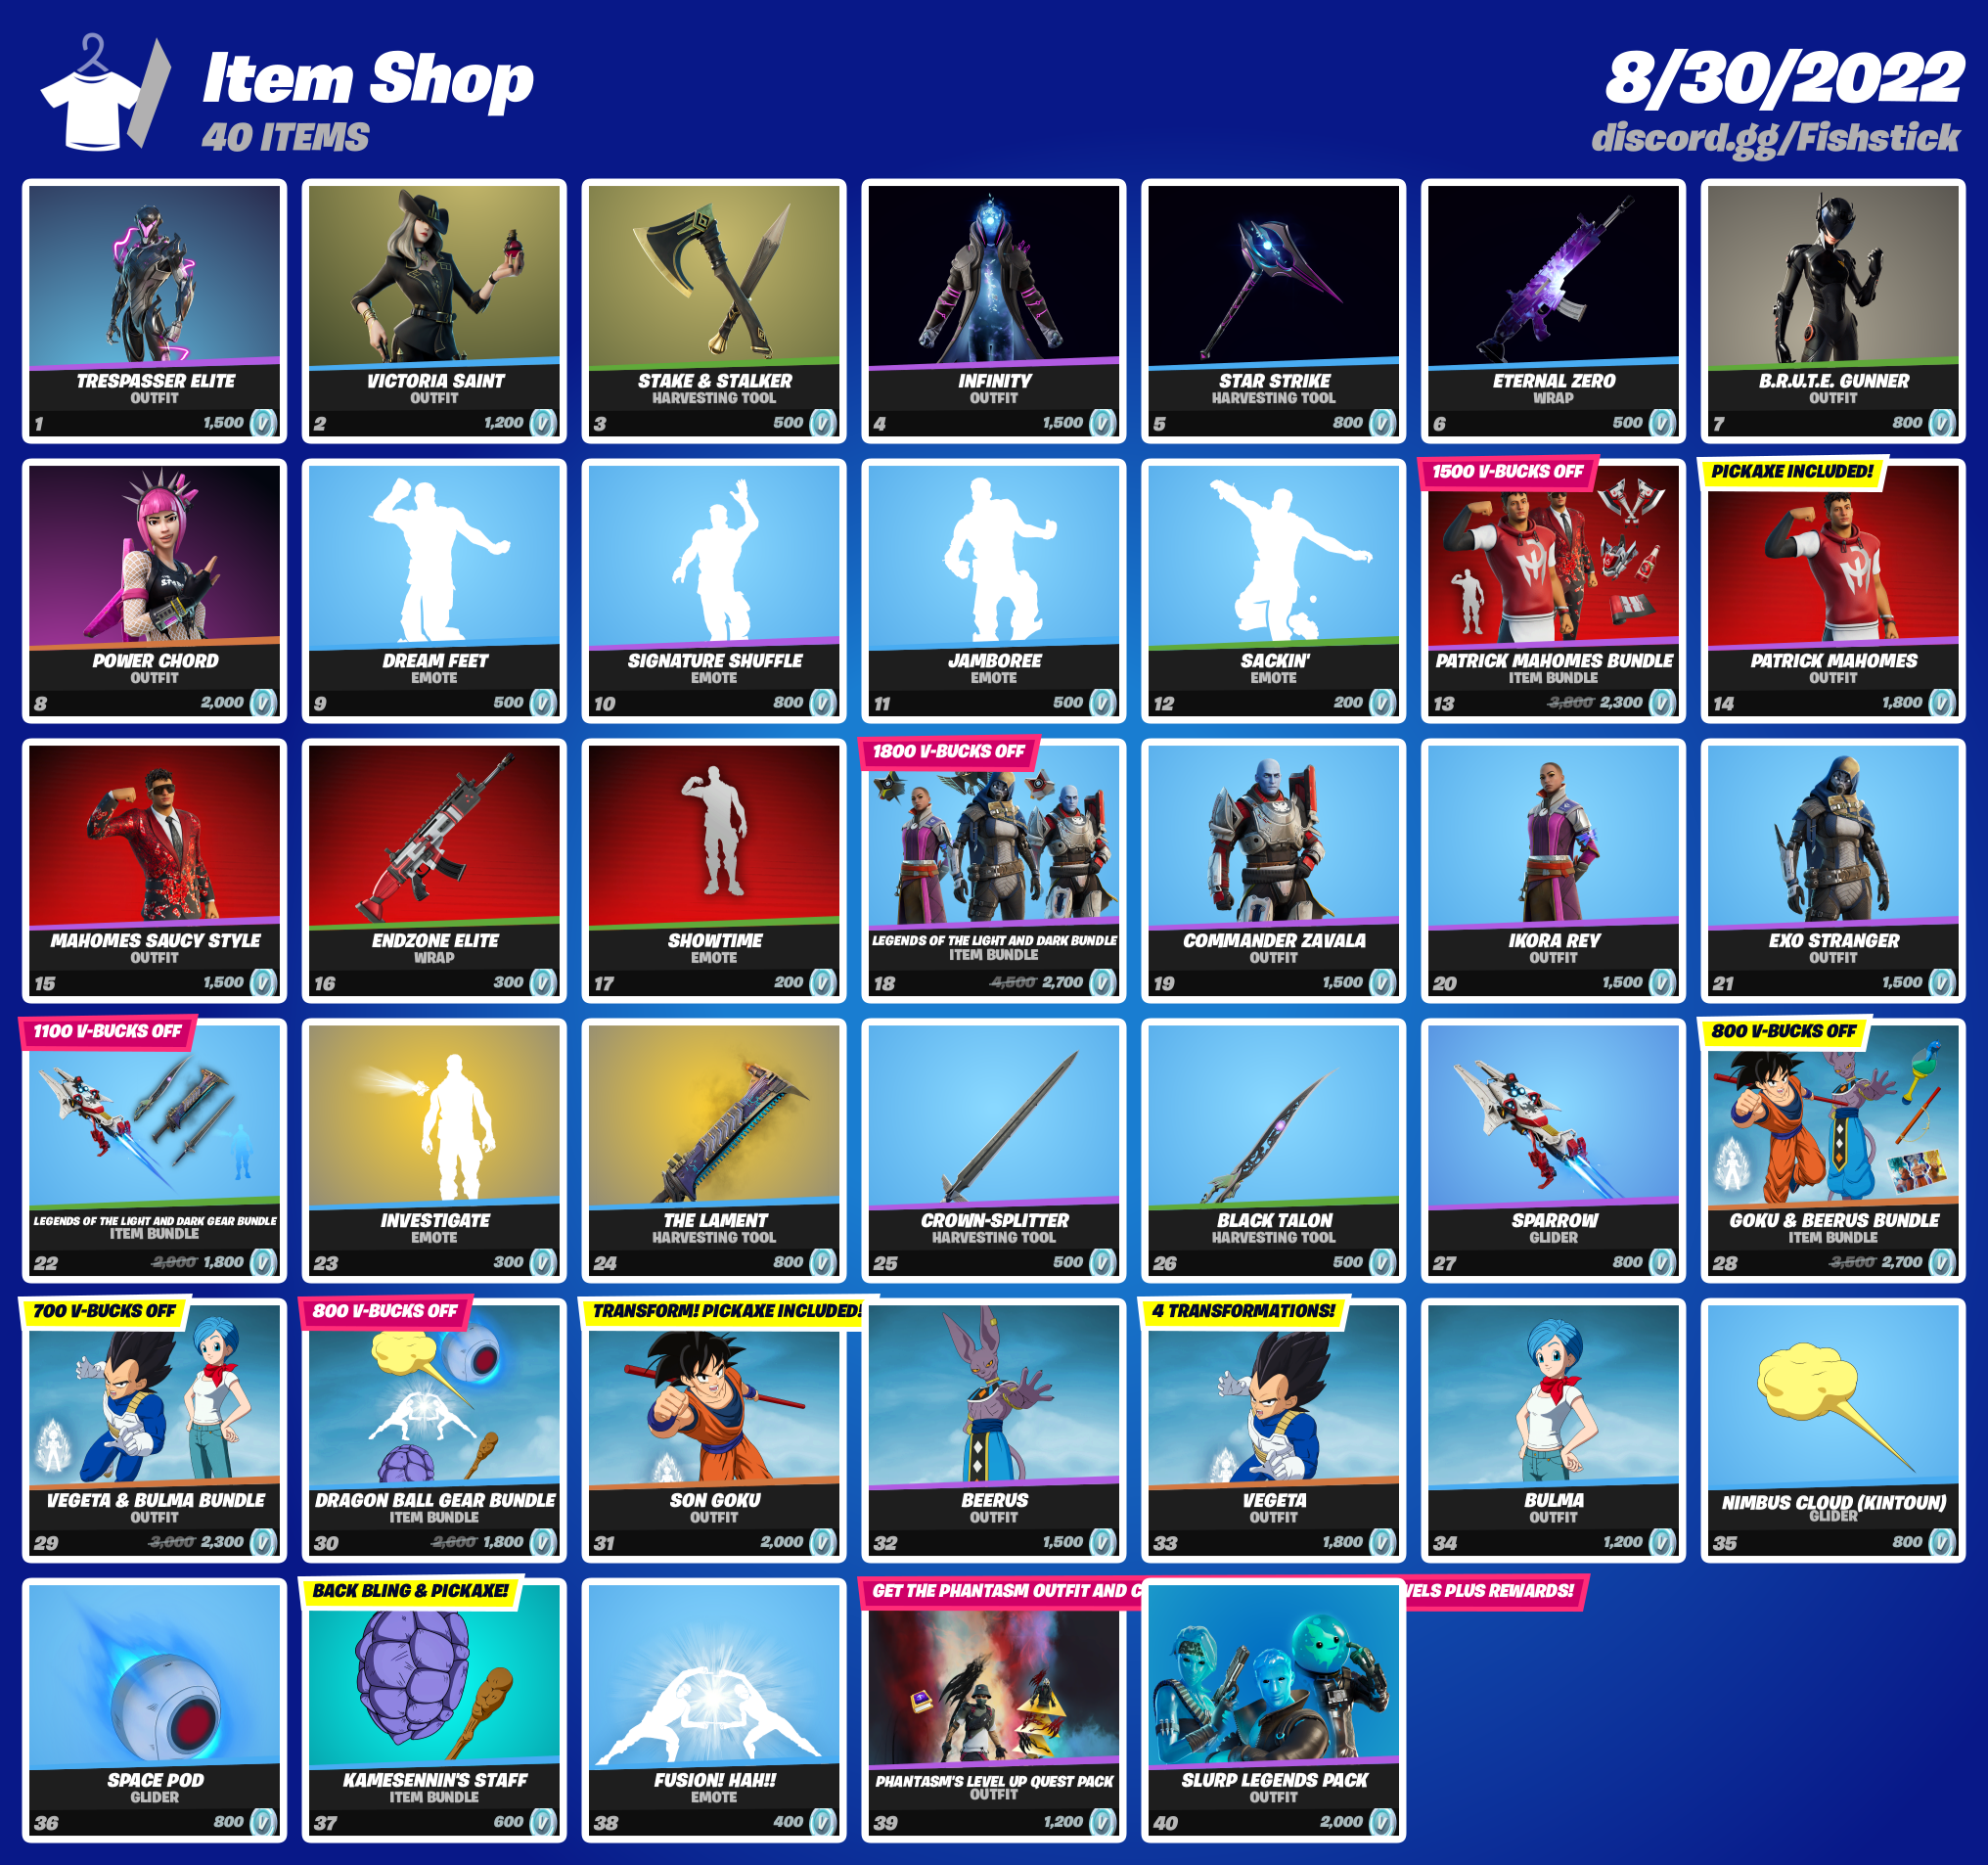 Item Shop
40 ITEMS
8/30/2022
discord.gg/Fishstick
TRESPASSER ELITE
OUTFIT
1 1,500
VICTORIA SAINT
OUTFIT
2 1,200
STAKE & STALKER
HARVESTING TOOL
3 500
INFINITY
OUTFIT
4 1,500
STAR STRIKE
HARVESTING TOOL
5 800
ETERNAL ZERO
WRAP
6 500
B.R.U.T.E. GUNNER
OUTFIT
7 800
POWER CHORD
OUTFIT
8 2,000
DREAM FEET
EMOTE
9 500
SIGNATURE SHUFFLE
EMOTE
10 800
JAMBOREE
EMOTE
11 500
SACKIN'
EMOTE
12 200
1500 V-BUCKS OFF
PATRICK MAHOMES BUNDLE
ITEM BUNDLE
13 3,800 2,300
PICKAXE INCLUDED!
PATRICK MAHOMES
OUTFIT
14 1,800
MAHOMES SAUCY STYLE
OUTFIT
15 1,500
ENDZONE ELITE
WRAP
16 300
SHOWTIME
EMOTE
17 200
1800 V-BUCKS OFF
LEGENDS OF THE LIGHT AND DARK BUNDLE
ITEM BUNDLE
18 4,500 2,700
COMMANDER ZAVALA
OUTFIT
19 1,500
IKORA REY
OUTFIT
20 1,500
EXO STRANGER
OUTFIT
21 1,500
1100 V-BUCKS OFF
LEGENDS OF THE LIGHT AND DARK GEAR BUNDLE
ITEM BUNDLE
22 2,900 1,800
INVESTIGATE
EMOTE
23 300
THE LAMENT
HARVESTING TOOL
24 800
CROWN-SPLITTER
HARVESTING TOOL
25 500
BLACK TALON
HARVESTING TOOL
26 500
SPARROW
GLIDER
27 800
800 V-BUCKS OFF
GOKU & BEERUS BUNDLE
ITEM BUNDLE
28 3,500 2,700
700 V-BUCKS OFF
VEGETA & BULMA BUNDLE
OUTFIT
29 3,000 2,300
800 V-BUCKS OFF
DRAGON BALL GEAR BUNDLE
ITEM BUNDLE
30 2,600 1,800
TRANSFORM! PICKAXE INCLUDED!
SON GOKU
OUTFIT
31 2,000
BEERUS
OUTFIT
32 1,500
4 TRANSFORMATIONS!
VEGETA
OUTFIT
33 1,800
BULMA
OUTFIT
34 1,200
NIMBUS CLOUD (KINTOUN)
GLIDER
35 800
SPACE POD
GLIDER
36 800
BACK BLING & PICKAXE!
KAMESENNIN'S STAFF
ITEM BUNDLE
37 600
FUSION! HAH!!
EMOTE
38 400
GET THE PHANTASM OUTFIT AND
PLUS REWARDS!
PHANTASM'S LEVEL UP QUEST PACK
OUTFIT
39 1,200
SLURP LEGENDS PACK
OUTFIT
40 2,000